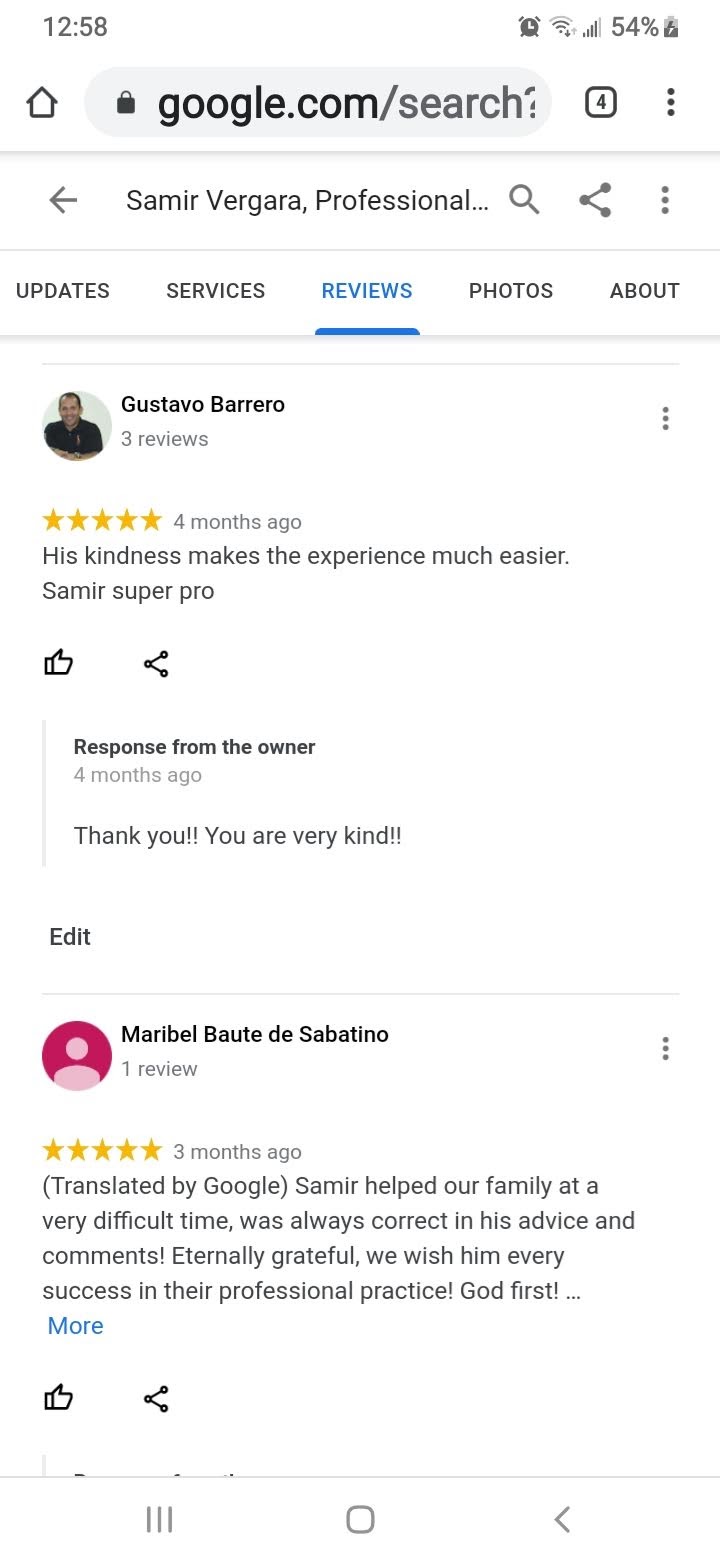 12:58
54%
google.com/search?
4
Samir Vergara, Professional...
UPDATES SERVICES REVIEWS PHOTOS ABOUT
Gustavo Barrero
3 reviews
4 months ago
His kindness makes the experience much easier.
Samir super pro
Response from the owner
4 months ago
Thank you!! You are very kind!!
Edit
Maribel Baute de Sabatino
1 review
3 months ago
(Translated by Google) Samir helped our family at a
very difficult time, was always correct in his advice and
comments! Eternally grateful, we wish him every
success in their professional practice! God first! ...
More